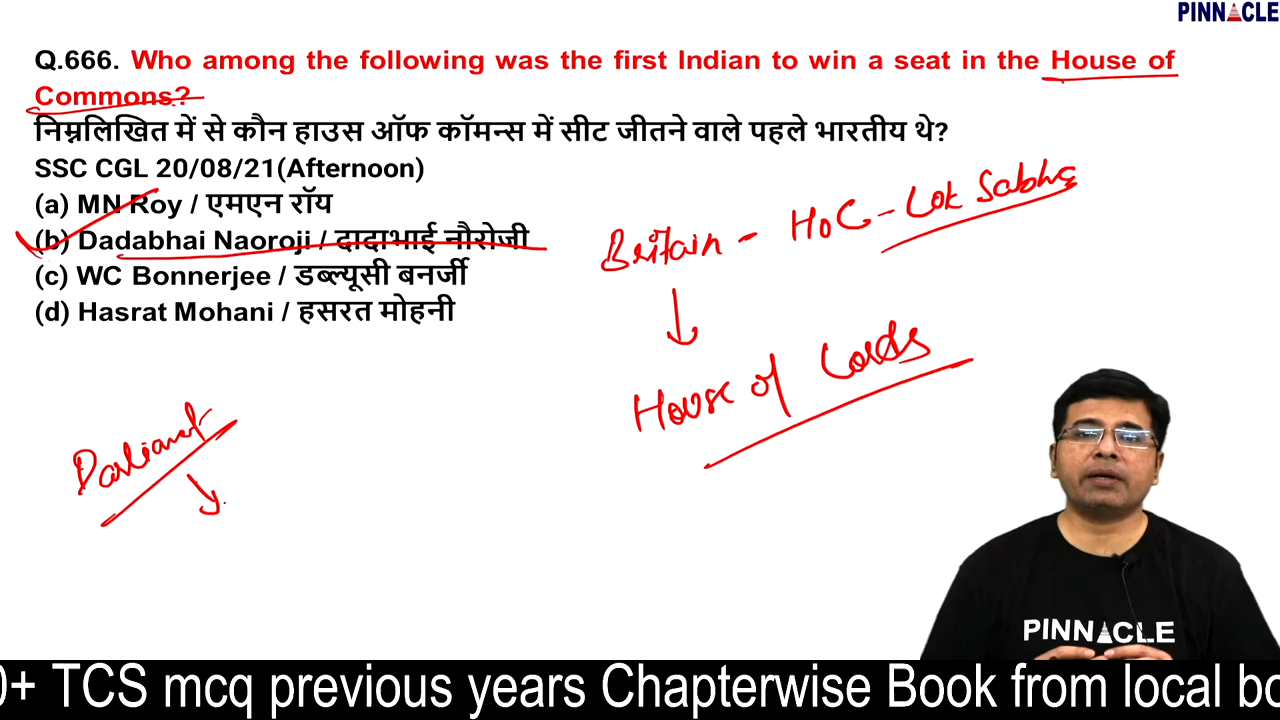 PINNACLE
Q.666. Who among the following was the first Indian to win a seat in the House of
Commons?
निम्नलिखित में से कौन हाउस ऑफ कॉमन्स में सीट जीतने वाले पहले भारतीय थे?
SSC CGL 20/08/21(Afternoon)
(a) MN Roy / एमएन रॉय
(b) Dadabhai Naoroji / दादाभाई नौरोजी
(c) WC Bonnerjee / डब्ल्यूसी बनर्जी
(d) Hasrat Mohani / हसरत मोहनी
Britain - HoC - Lok Sabha
House of Lords
PINNACLE
0+ TCS mcq previous years Chapterwise Book from local bo